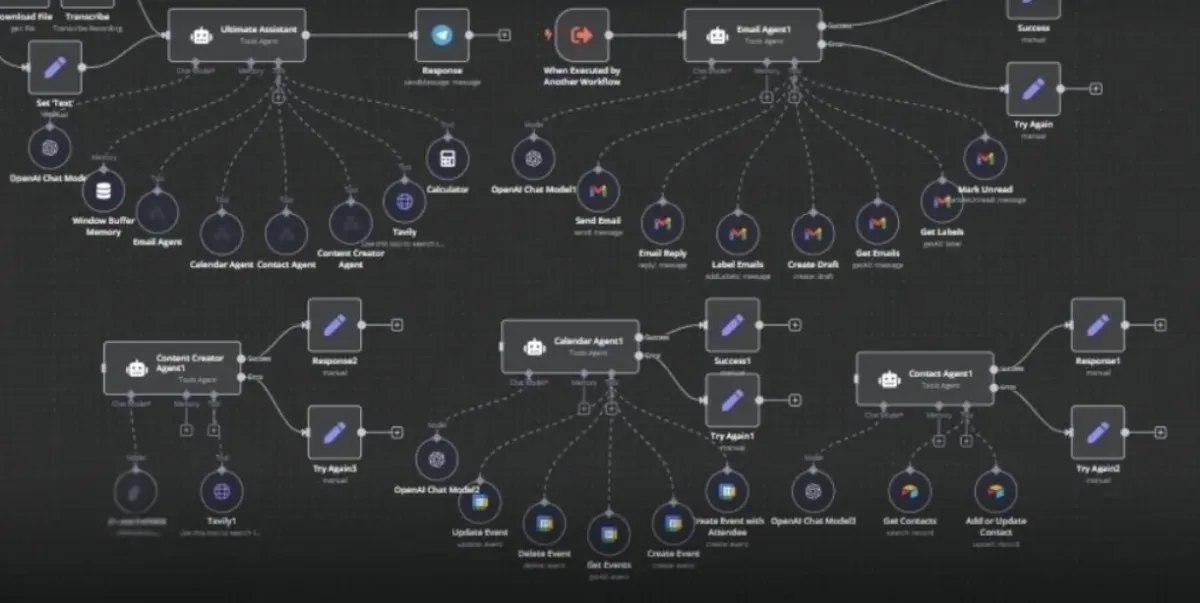 Download File
get: file
Transcribe
Transcribe Recording
Set 'Text'
manual
Ultimate Assistant
Tools Agent
Chat Model*
Memory
Tool
Response
sendMessage: message
When Executed by
Another Workflow
Email Agent1
Tools Agent
Success
Error
Chat Model*
Memory
Tool
Success
manual
Try Again
manual
Model
OpenAI Chat Model
Memory
Window Buffer
Memory
Tool
Email Agent
Tool
Calendar Agent
Tool
Contact Agent
Tool
Content Creator
Agent
Tool
Tavily
Use this tool to search t...
Tool
Calculator
Model
OpenAI Chat Model1
Send Email
send: message
Email Reply
reply: message
Label Emails
addLabels: message
Create Draft
create: draft
Get Emails
getAll: message
Get Labels
getAll: label
Mark Unread
markAsUnread: message
Content Creator
Agent1
Tools Agent
Success
Error
Chat Model*
Memory
Tool
Response2
manual
Try Again3
manual
Model
Tool
Tavily1
Use this tool to search t...
Calendar Agent1
Tools Agent
Success
Error
Chat Model*
Memory
Tool
Success1
manual
Try Again1
manual
Model
OpenAI Chat Model2
Update Event
update: event
Delete Event
delete: event
Get Events
getAll: event
Create Event
create: event
Create Event with
Attendee
create: event
Contact Agent1
Tools Agent
Success
Error
Chat Model*
Memory
Tool
Response1
manual
Try Again2
manual
Model
OpenAI Chat Model3
Get Contacts
search: record
Add or Update
Contact
upsert: record